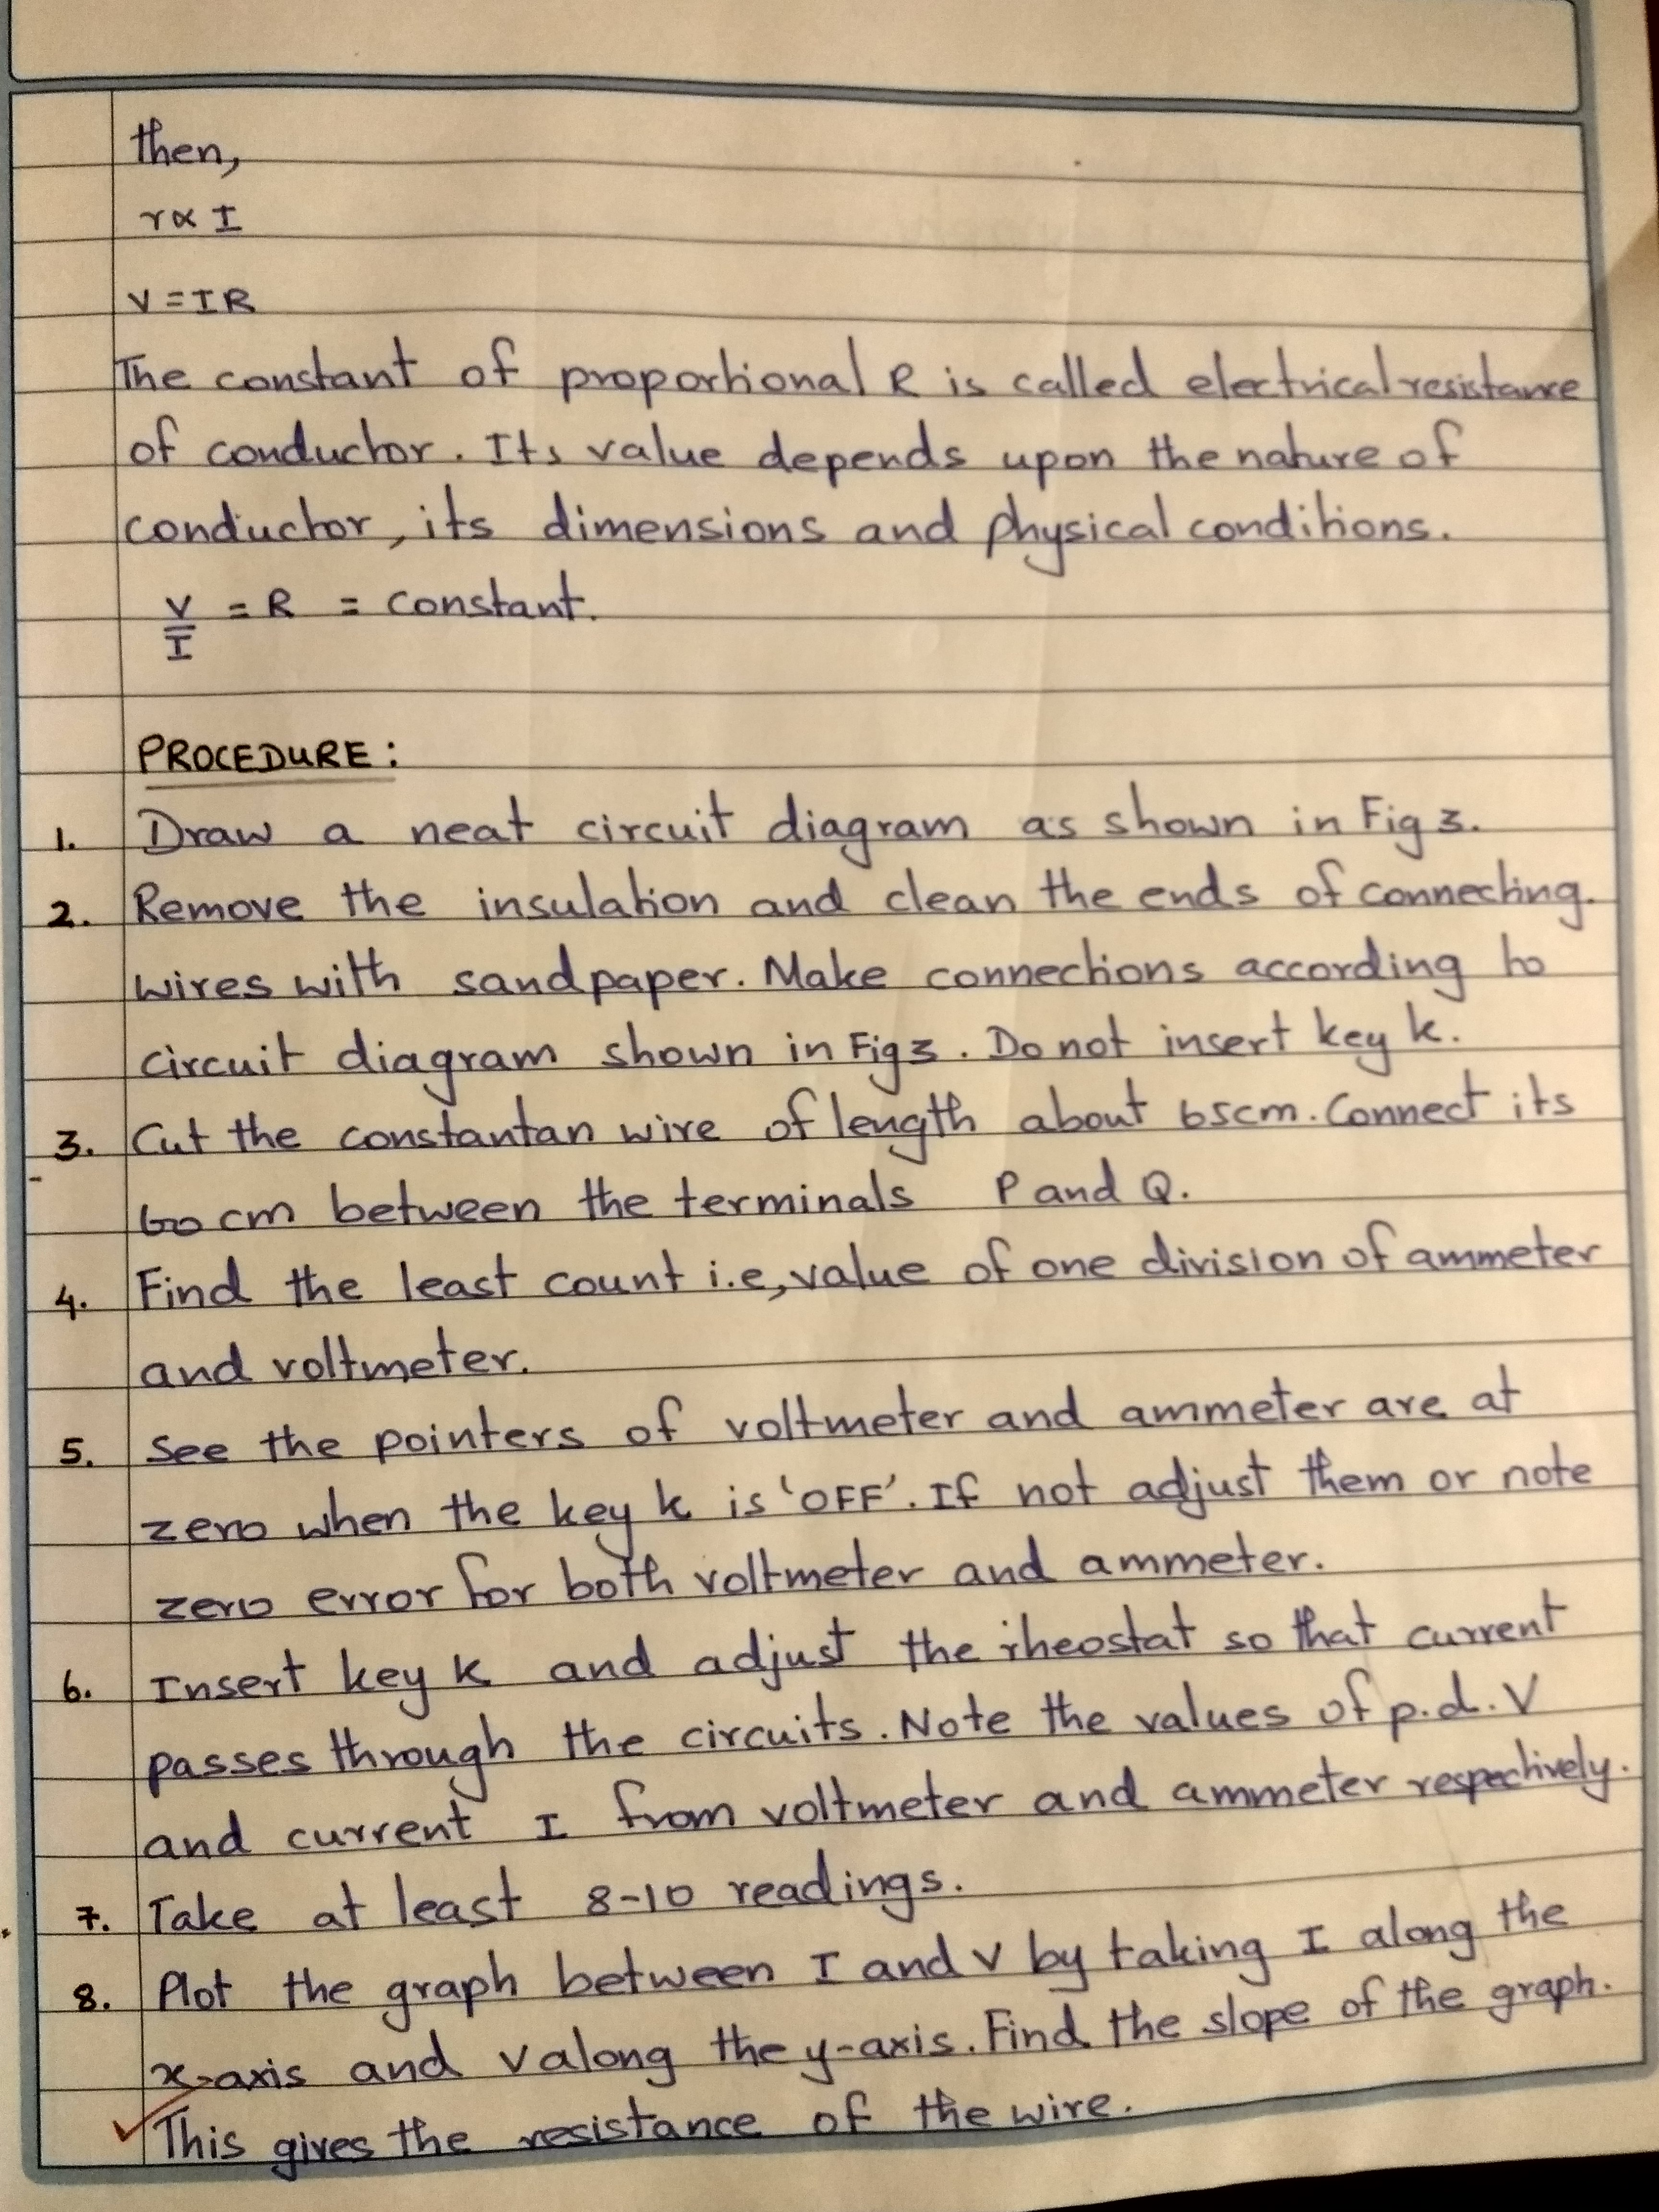 then,
r∝ I
V = IR
The constant of proportional R is called electrical resistance
of conductor. Its value depends upon the nature of
conductor, its dimensions and physical conditions.
V/I = R = constant.
PROCEDURE:
1. Draw a neat circuit diagram as shown in Fig 3.
2. Remove the insulation and clean the ends of connecting.
wires with sandpaper. Make connections according to
circuit diagram shown in Fig 3. Do not insert key k.
3. Cut the constantan wire of length about 65cm. Connect its
60 cm between the terminals P and Q.
4. Find the least count i.e, value of one division of ammeter
and voltmeter.
5. See the pointers of voltmeter and ammeter are at
zero when the key k is 'OFF'. If not adjust them or note
zero error for both voltmeter and ammeter.
6. Insert key k and adjust the rheostat so that current
passes through the circuits. Note the values of p.d. V
and current I from voltmeter and ammeter respectively.
7. Take at least 8-10 readings.
8. Plot the graph between I and V by taking I along the
x-axis and V along the y-axis. Find the slope of the graph.
This gives the resistance of the wire.